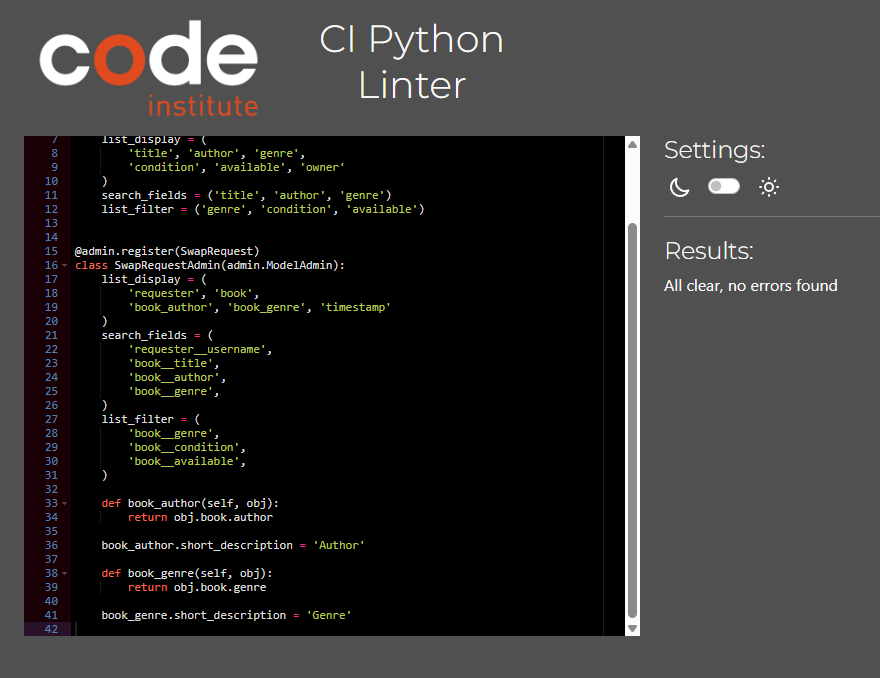 code
institute
CI Python
Linter
7 list_display = (
8 'title', 'author', 'genre',
9 'condition', 'available', 'owner'
10 )
11 search_fields = ('title', 'author', 'genre')
12 list_filter = ('genre', 'condition', 'available')
13
14
15 @admin.register(SwapRequest)
16 class SwapRequestAdmin(admin.ModelAdmin):
17 list_display = (
18 'requester', 'book',
19 'book_author', 'book_genre', 'timestamp'
20 )
21 search_fields = (
22 'requester__username',
23 'book__title',
24 'book__author',
25 'book__genre',
26 )
27 list_filter = (
28 'book__genre',
29 'book__condition',
30 'book__available',
31 )
32
33 def book_author(self, obj):
34 return obj.book.author
35
36 book_author.short_description = 'Author'
37
38 def book_genre(self, obj):
39 return obj.book.genre
40
41 book_genre.short_description = 'Genre'
42
Settings:
Results:
All clear, no errors found